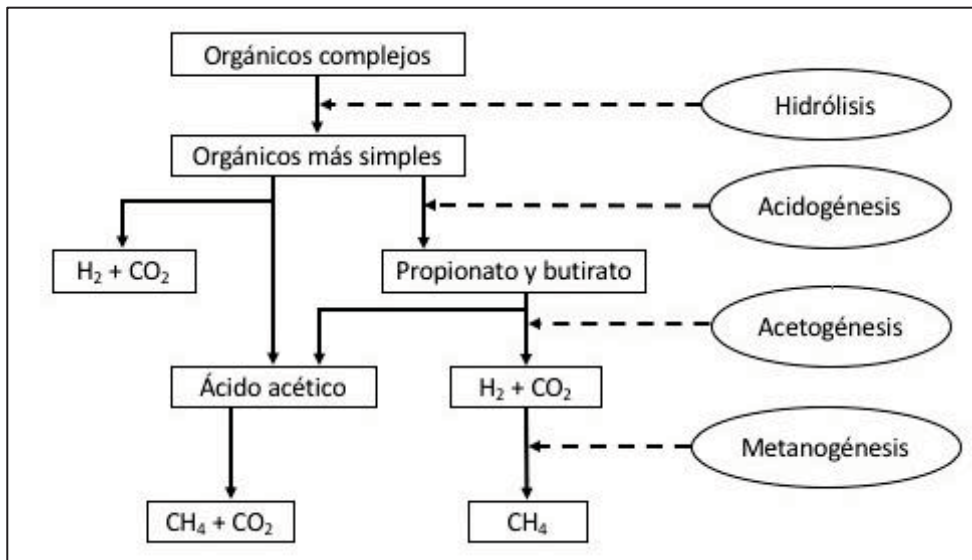 Orgánicos complejos
Hidrólisis
Orgánicos más simples
Acidogénesis
H₂ + CO₂
Propionato y butirato
Acetogénesis
Ácido acético
H₂ + CO₂
Metanogénesis
CH₄ + CO₂
CH₄